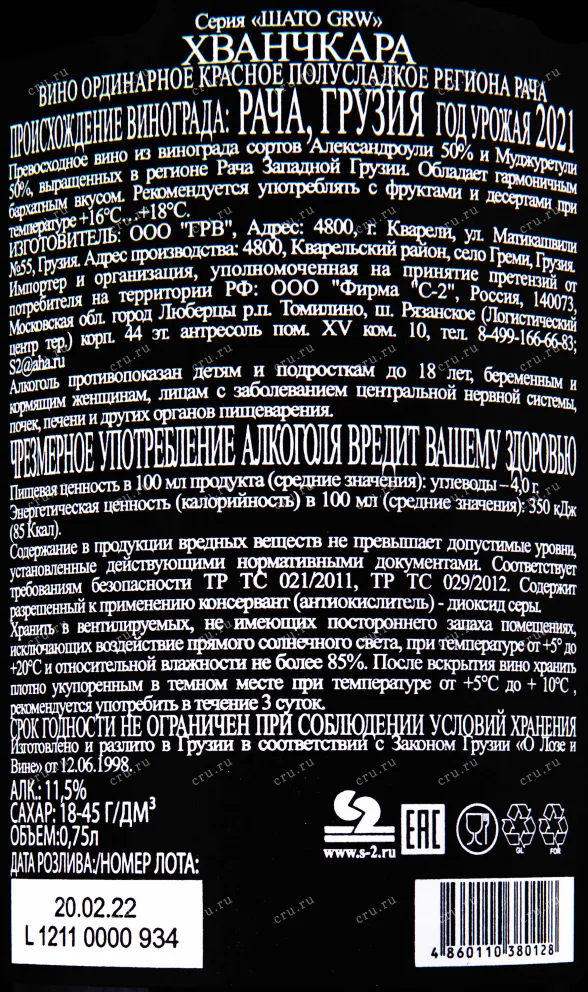 Серия «ШАТО GRW»
ХВАНЧКАРА
ВИНО ОРДИНАРНОЕ КРАСНОЕ ПОЛУСЛАДКОЕ РЕГИОНА РАЧА
ПРОИСХОЖДЕНИЕ ВИНОГРАДА: РАЧА, ГРУЗИЯ ГОД УРОЖАЯ 2021
Превосходное вино из винограда сортов Александроули 50% и Муджуретули
50%, выращенных в регионе Рача Западной Грузии. Обладает гармоничным
бархатным вкусом. Рекомендуется употреблять с фруктами и десертами при
температуре +16°С…+18°С.
ИЗГОТОВИТЕЛЬ: ООО "ГРВ", Адрес: 4800, г. Кварели, ул. Матикашвили
№55, Грузия. Адрес производства: 4800, Кварельский район, село Греми, Грузия.
Импортер и организация, уполномоченная на принятие претензий от
потребителя на территории РФ: ООО "Фирма "С-2", Россия, 140073,
Московская обл. город Люберцы р.п. Томилино, ш. Рязанское (Логистический
центр тер.) корп. 44 эт. антресоль пом. XV ком. 10, тел. 8-499-166-66-83;
S2@aha.ru
Алкоголь противопоказан детям и подросткам до 18 лет, беременным и
кормящим женщинам, лицам с заболеванием центральной нервной системы,
почек, печени и других органов пищеварения.
ЧРЕЗМЕРНОЕ УПОТРЕБЛЕНИЕ АЛКОГОЛЯ ВРЕДИТ ВАШЕМУ ЗДОРОВЬЮ
Пищевая ценность в 100 мл продукта (средние значения): углеводы – 4,0 г.
Энергетическая ценность (калорийность) в 100 мл (средние значения): 350 кДж
(85 Ккал).
Содержание в продукции вредных веществ не превышает допустимые уровни,
установленные действующими нормативными документами. Соответствует
требованиям безопасности ТР ТС 021/2011, ТР ТС 029/2012. Содержит
разрешенный к применению консервант (антиокислитель) - диоксид серы.
Хранить в вентилируемых, не имеющих постороннего запаха помещениях,
исключающих воздействие прямого солнечного света, при температуре от +5° до
+20°С и относительной влажности не более 85%. После вскрытия вино хранить
плотно укупоренным в темном месте при температуре от +5°С до + 10°С ,
рекомендуется употребить в течение 3 суток.
СРОК ГОДНОСТИ НЕ ОГРАНИЧЕН ПРИ СОБЛЮДЕНИИ УСЛОВИЙ ХРАНЕНИЯ
Изготовлено и разлито в Грузии в соответствии с Законом Грузии «О Лозе и
Вине» от 12.06.1998.
АЛК.: 11,5%
САХАР: 18-45 Г/ДМ³
ОБЪЕМ:0,75л
ДАТА РОЗЛИВА:/НОМЕР ЛОТА:
www.s-2.ru
EAC
GL
FOR
20.02.22
L 1211 0000 934
4 860110 380128
cru.ru